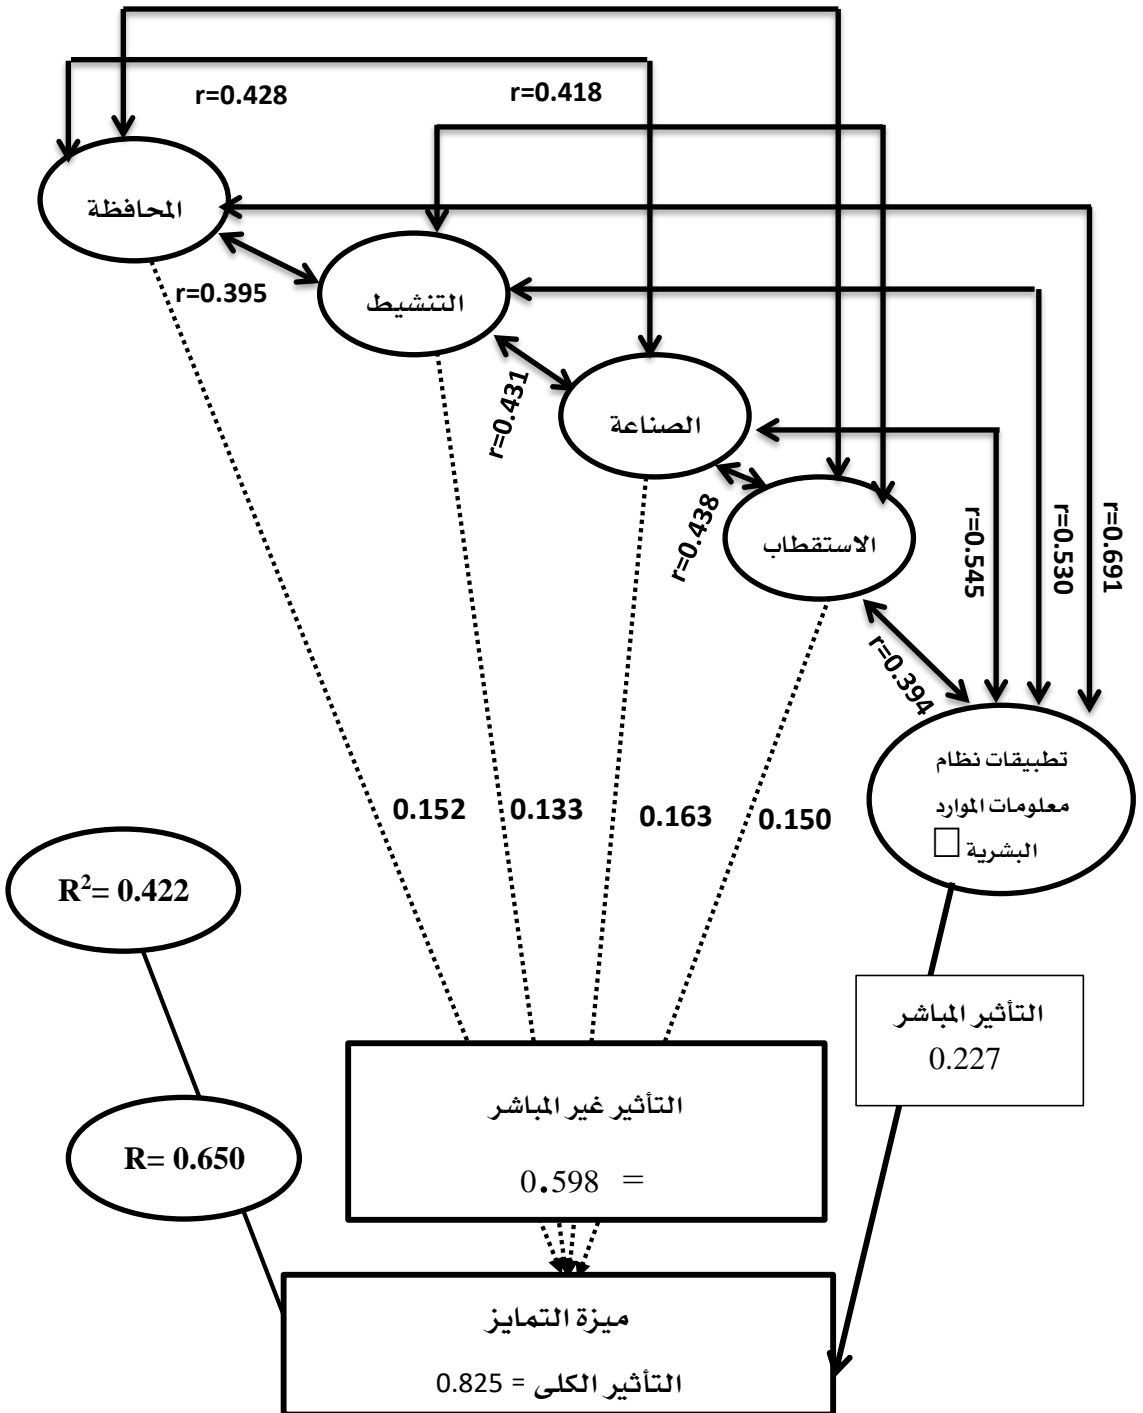 r=0.428
r=0.418
المحافظة
r=0.395
التنشيط
r=0.431
الصناعة
r=0.438
الاستقطاب
r=0.545
r=0.530
r=0.691
r=0.394
تطبيقات نظام
معلومات الموارد
البشرية □
0.152
0.133
0.163
0.150
R²= 0.422
التأثير المباشر
0.227
التأثير غير المباشر
0.598 =
R= 0.650
ميزة التمايز
التأثير الكلى = 0.825